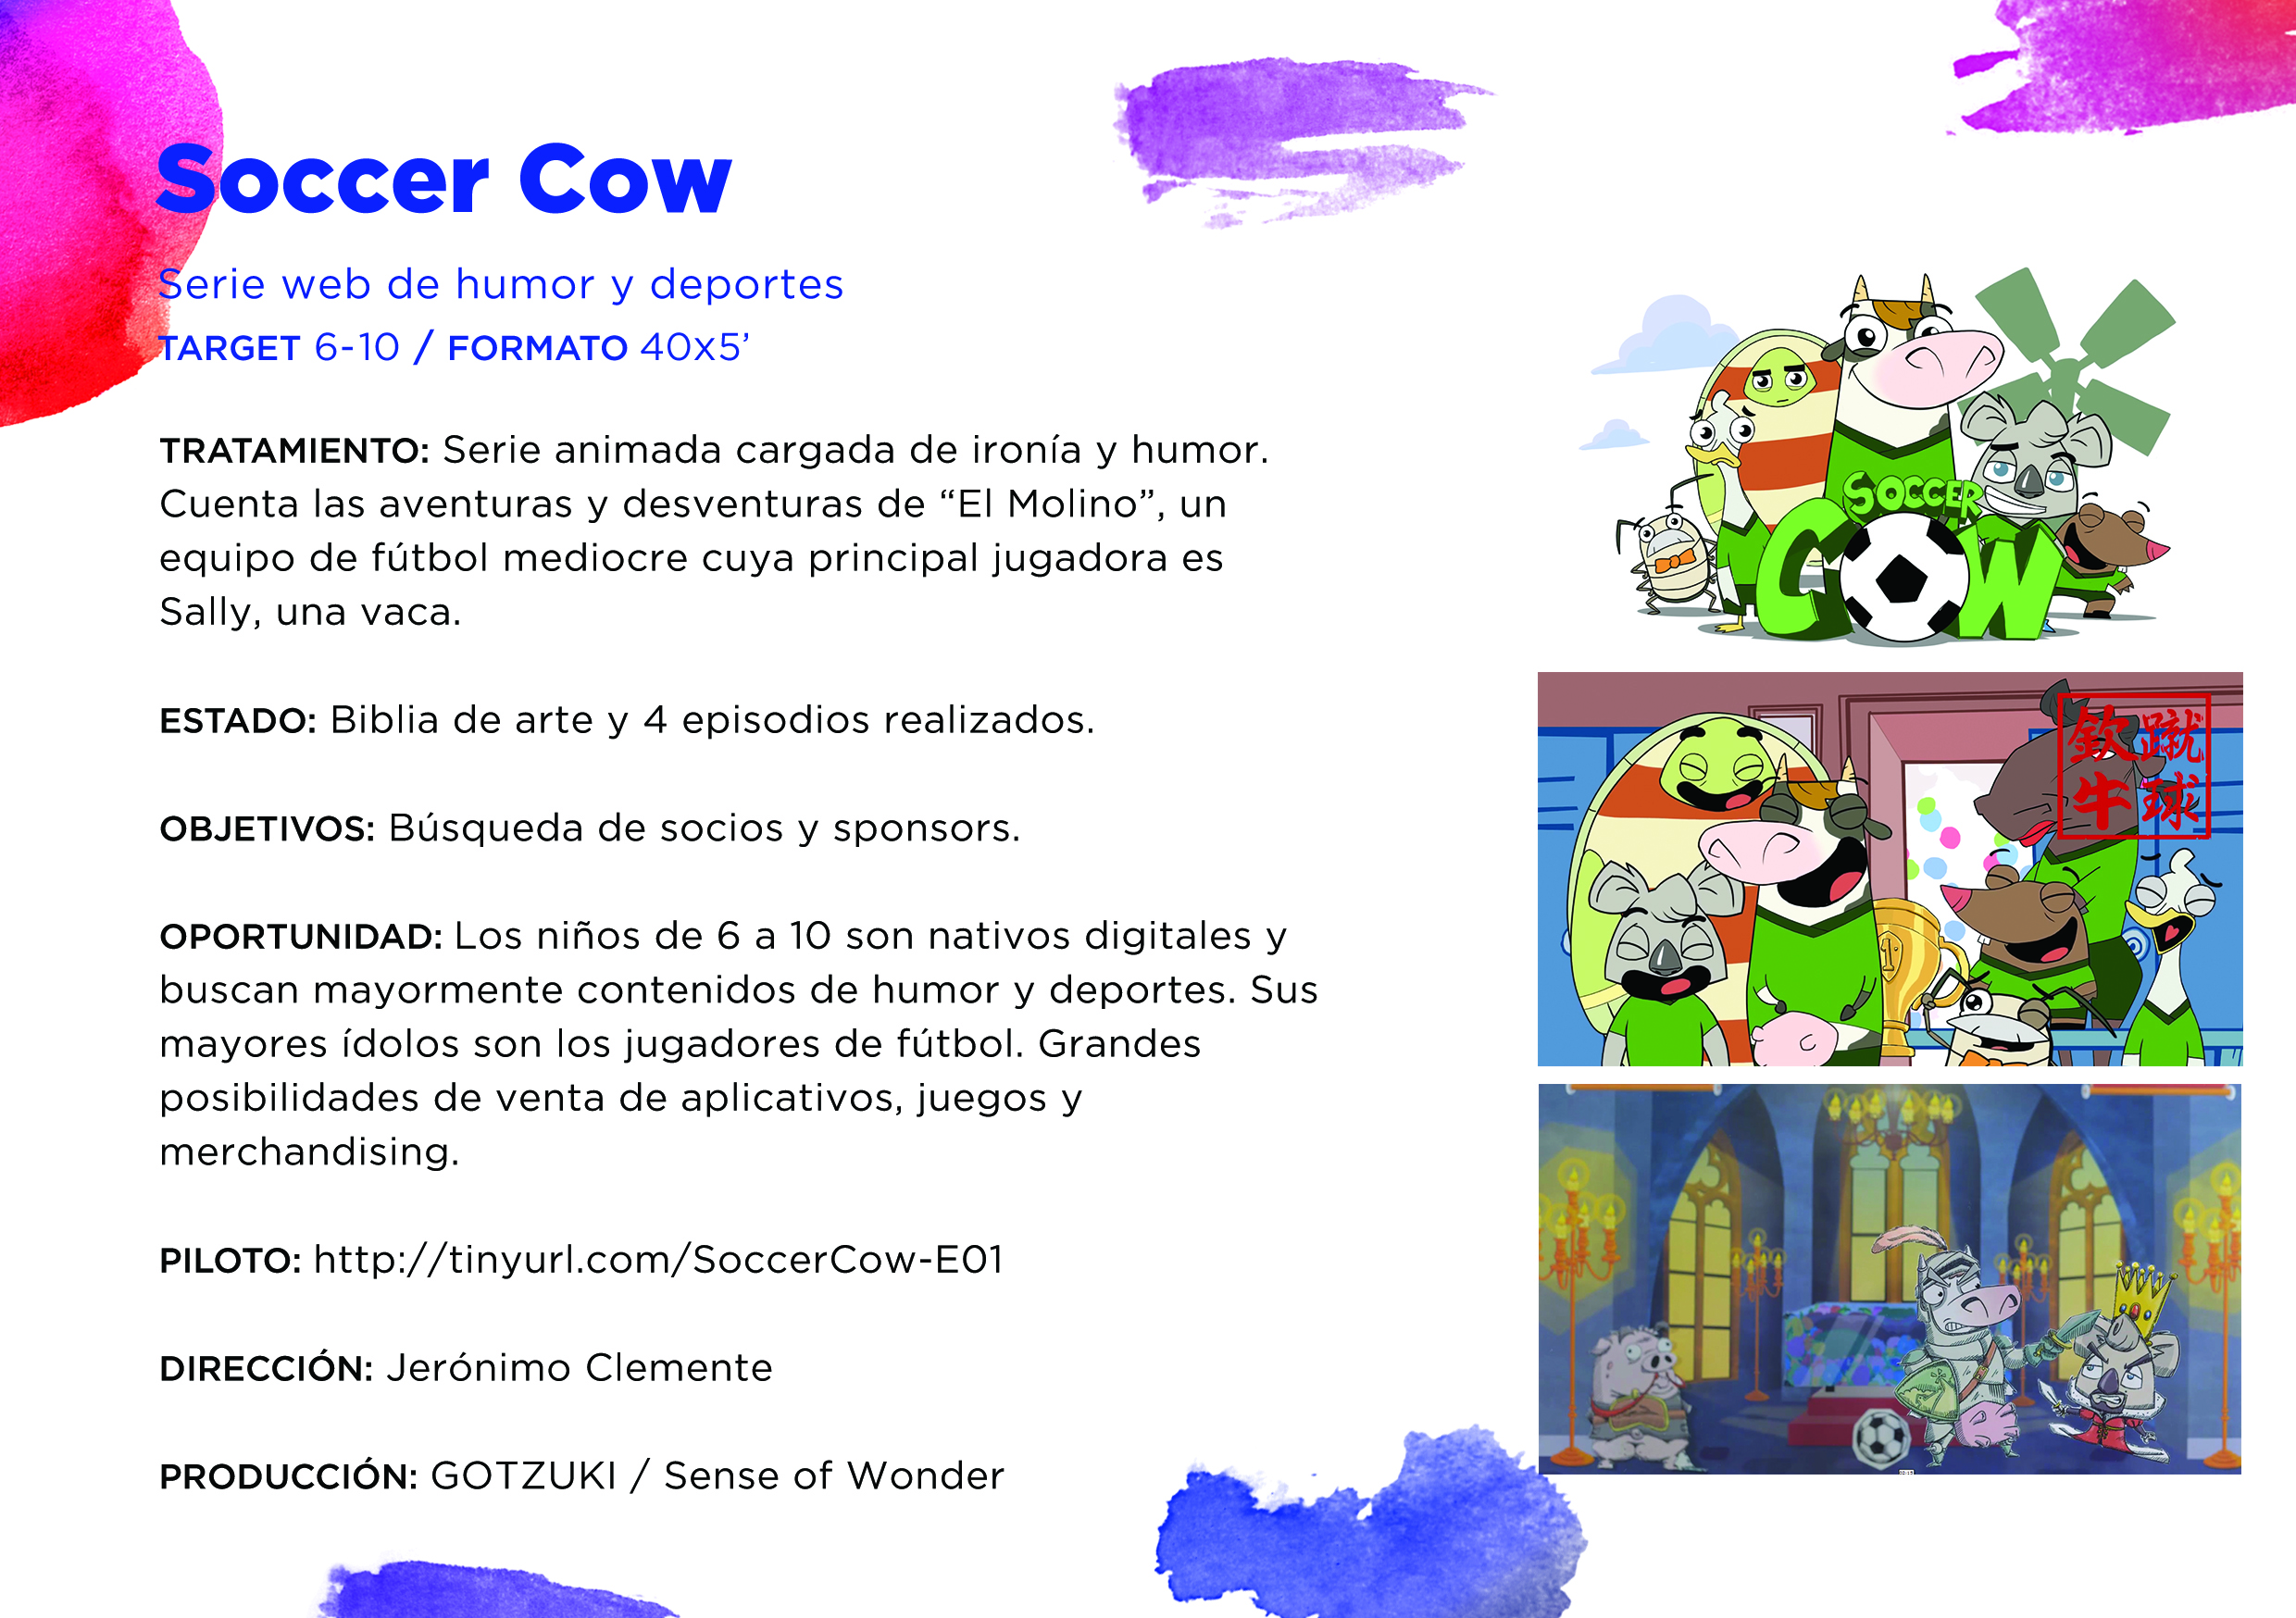 Soccer Cow
Serie web de humor y deportes
TARGET 6-10 / FORMATO 40x5’
TRATAMIENTO: Serie animada cargada de ironía y humor.
Cuenta las aventuras y desventuras de “El Molino”, un
equipo de fútbol mediocre cuya principal jugadora es
Sally, una vaca.
ESTADO: Biblia de arte y 4 episodios realizados.
OBJETIVOS: Búsqueda de socios y sponsors.
OPORTUNIDAD: Los niños de 6 a 10 son nativos digitales y
buscan mayormente contenidos de humor y deportes. Sus
mayores ídolos son los jugadores de fútbol. Grandes
posibilidades de venta de aplicativos, juegos y
merchandising.
PILOTO: http://tinyurl.com/SoccerCow-E01
DIRECCIÓN: Jerónimo Clemente
PRODUCCIÓN: GOTZUKI / Sense of Wonder
SOCCER
COW
蹴球
欽牛
1